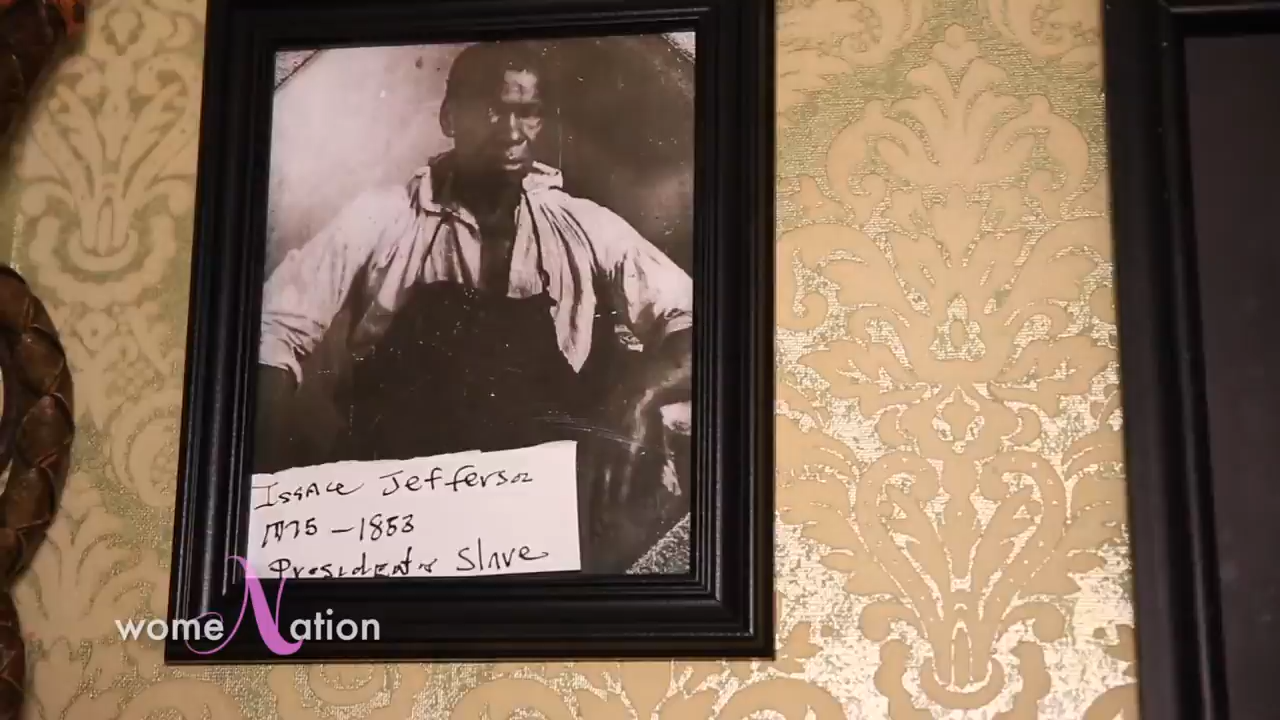 IssAce Jefferson
1775 – 1853
Presidents Slave
womeNation